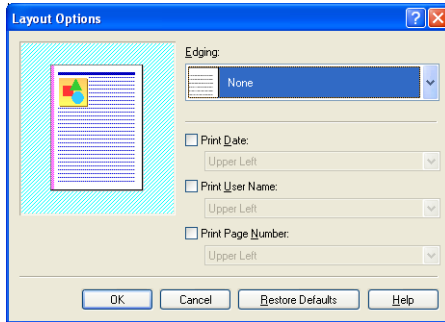 Layout Options
Edging:
None
Print Date:
Upper Left
Print User Name:
Upper Left
Print Page Number:
Upper Left
OK Cancel Restore Defaults Help